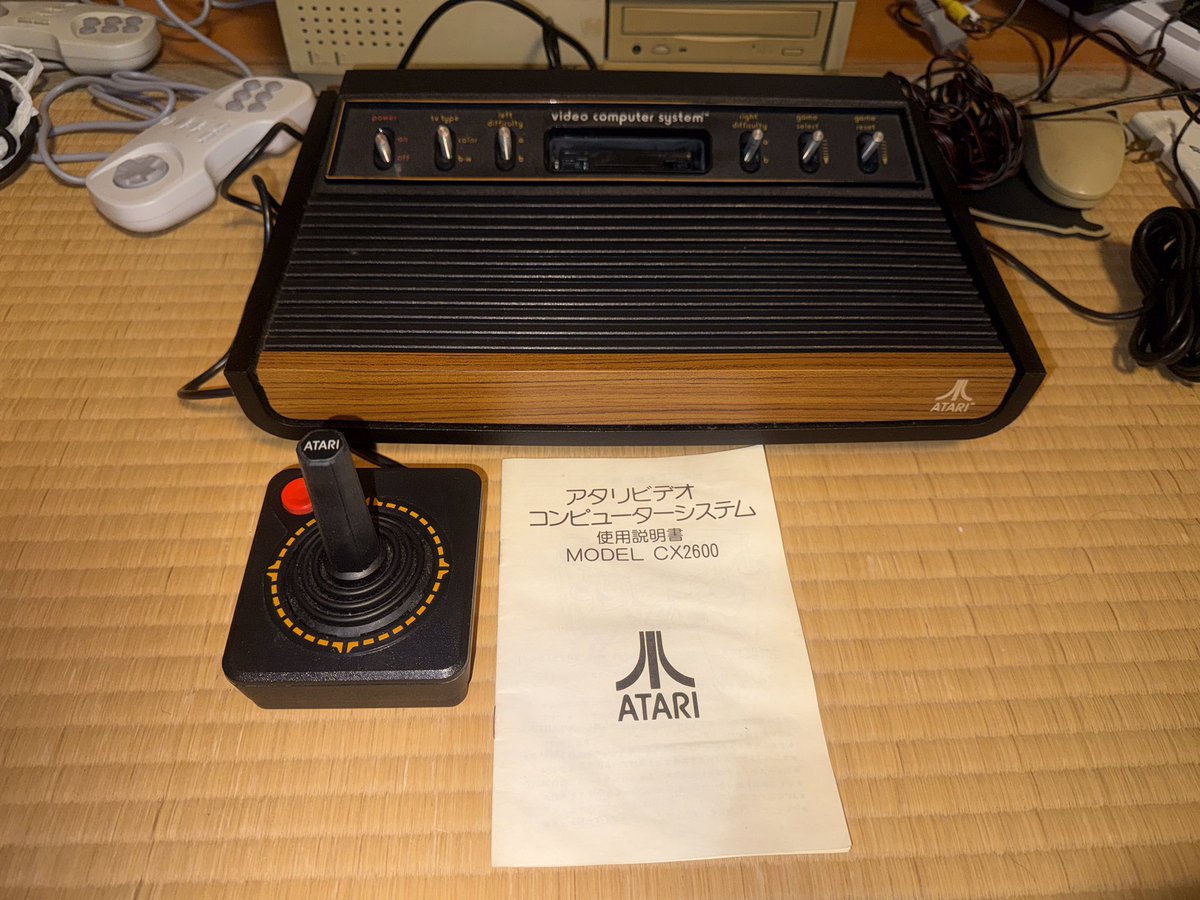 power
on
off
tv type
color
b-w
left
difficulty
a
b
video computer system™
right
difficulty
a
b
game
select
game
reset
ATARI™
ATARI
アタリビデオ
コンピューターシステム
使用説明書
MODEL CX2600
ATARI